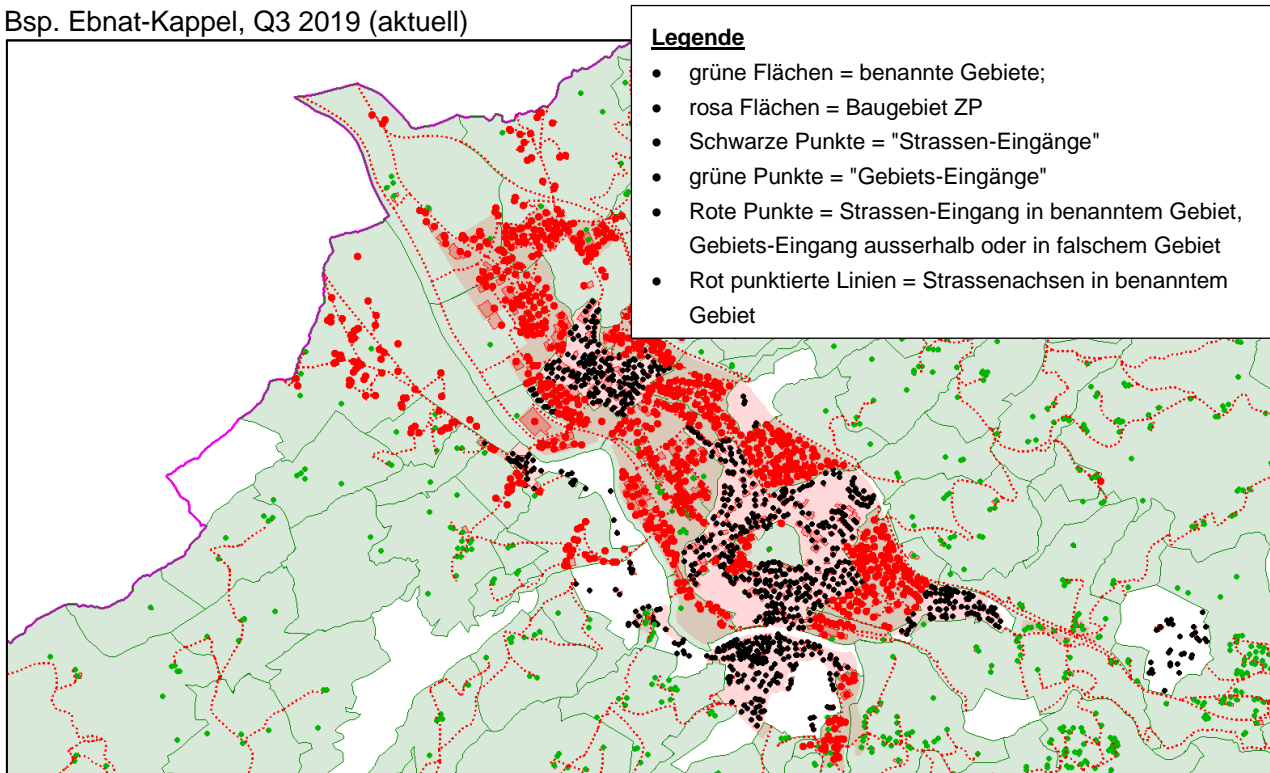 Bsp. Ebnat-Kappel, Q3 2019 (aktuell)
Legende
• grüne Flächen = benannte Gebiete;
• rosa Flächen = Baugebiet ZP
• Schwarze Punkte = "Strassen-Eingänge"
• grüne Punkte = "Gebiets-Eingänge"
• Rote Punkte = Strassen-Eingang in benanntem Gebiet,
Gebiets-Eingang ausserhalb oder in falschem Gebiet
• Rot punktierte Linien = Strassenachsen in benanntem
Gebiet